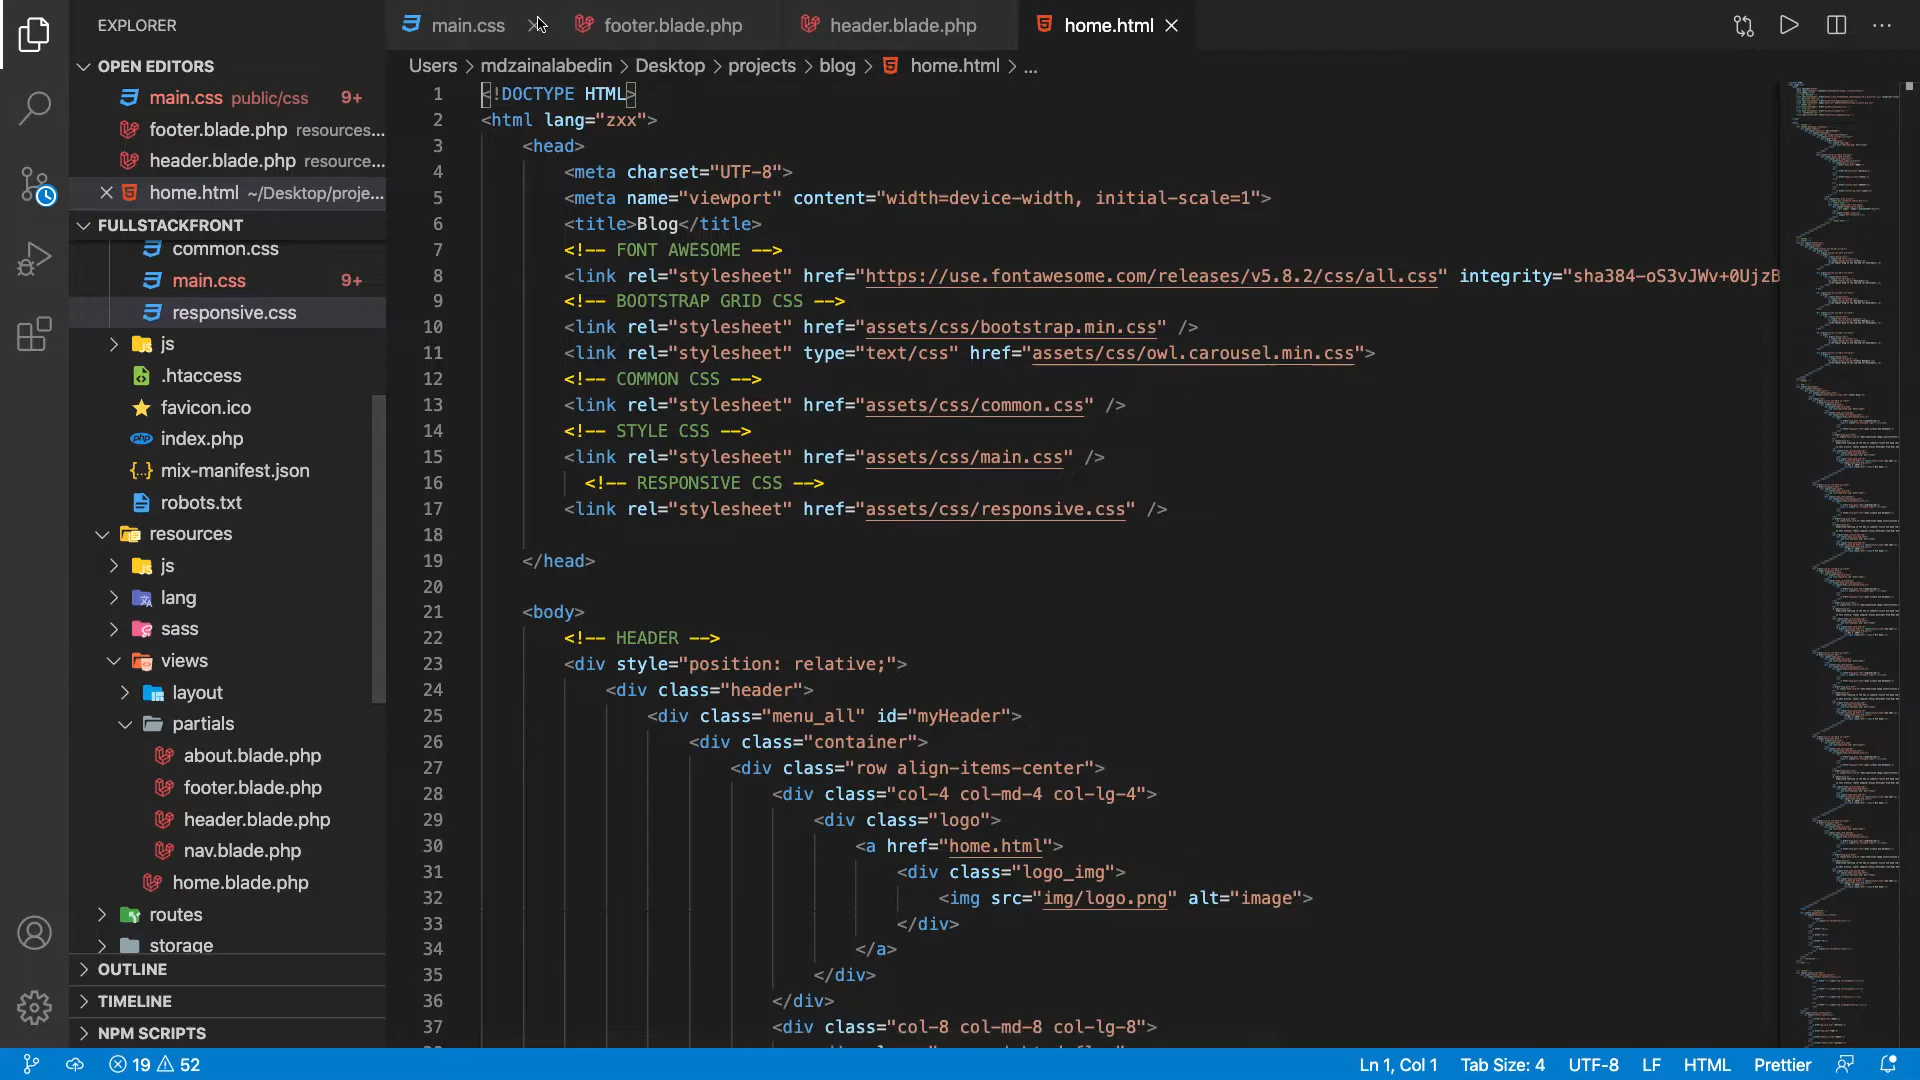 EXPLORER
main.css
footer.blade.php
header.blade.php
home.html
OPEN EDITORS
main.css public/css 9+
footer.blade.php resources...
header.blade.php resource...
home.html ~/Desktop/proje...
FULLSTACKFRONT
common.css
main.css 9+
responsive.css
js
.htaccess
favicon.ico
php index.php
mix-manifest.json
robots.txt
resources
js
lang
sass
views
layout
partials
about.blade.php
footer.blade.php
header.blade.php
nav.blade.php
home.blade.php
routes
storage
OUTLINE
TIMELINE
NPM SCRIPTS
Users > mdzainalabedin > Desktop > projects > blog > home.html > ...
1 <!DOCTYPE HTML>
2 <html lang="zxx">
3 <head>
4 <meta charset="UTF-8">
5 <meta name="viewport" content="width=device-width, initial-scale=1">
6 <title>Blog</title>
7 <!-- FONT AWESOME -->
8 <link rel="stylesheet" href="https://use.fontawesome.com/releases/v5.8.2/css/all.css" integrity="sha384-oS3vJWv+0UjzB
9 <!-- BOOTSTRAP GRID CSS -->
10 <link rel="stylesheet" href="assets/css/bootstrap.min.css" />
11 <link rel="stylesheet" type="text/css" href="assets/css/owl.carousel.min.css">
12 <!-- COMMON CSS -->
13 <link rel="stylesheet" href="assets/css/common.css" />
14 <!-- STYLE CSS -->
15 <link rel="stylesheet" href="assets/css/main.css" />
16 <!-- RESPONSIVE CSS -->
17 <link rel="stylesheet" href="assets/css/responsive.css" />
18
19 </head>
20
21 <body>
22 <!-- HEADER -->
23 <div style="position: relative;">
24 <div class="header">
25 <div class="menu_all" id="myHeader">
26 <div class="container">
27 <div class="row align-items-center">
28 <div class="col-4 col-md-4 col-lg-4">
29 <div class="logo">
30 <a href="home.html">
31 <div class="logo_img">
32 <img src="img/logo.png" alt="image">
33 </div>
34 </a>
35 </div>
36 </div>
37 <div class="col-8 col-md-8 col-lg-8">
19 52
Ln 1, Col 1 Tab Size: 4 UTF-8 LF HTML Prettier